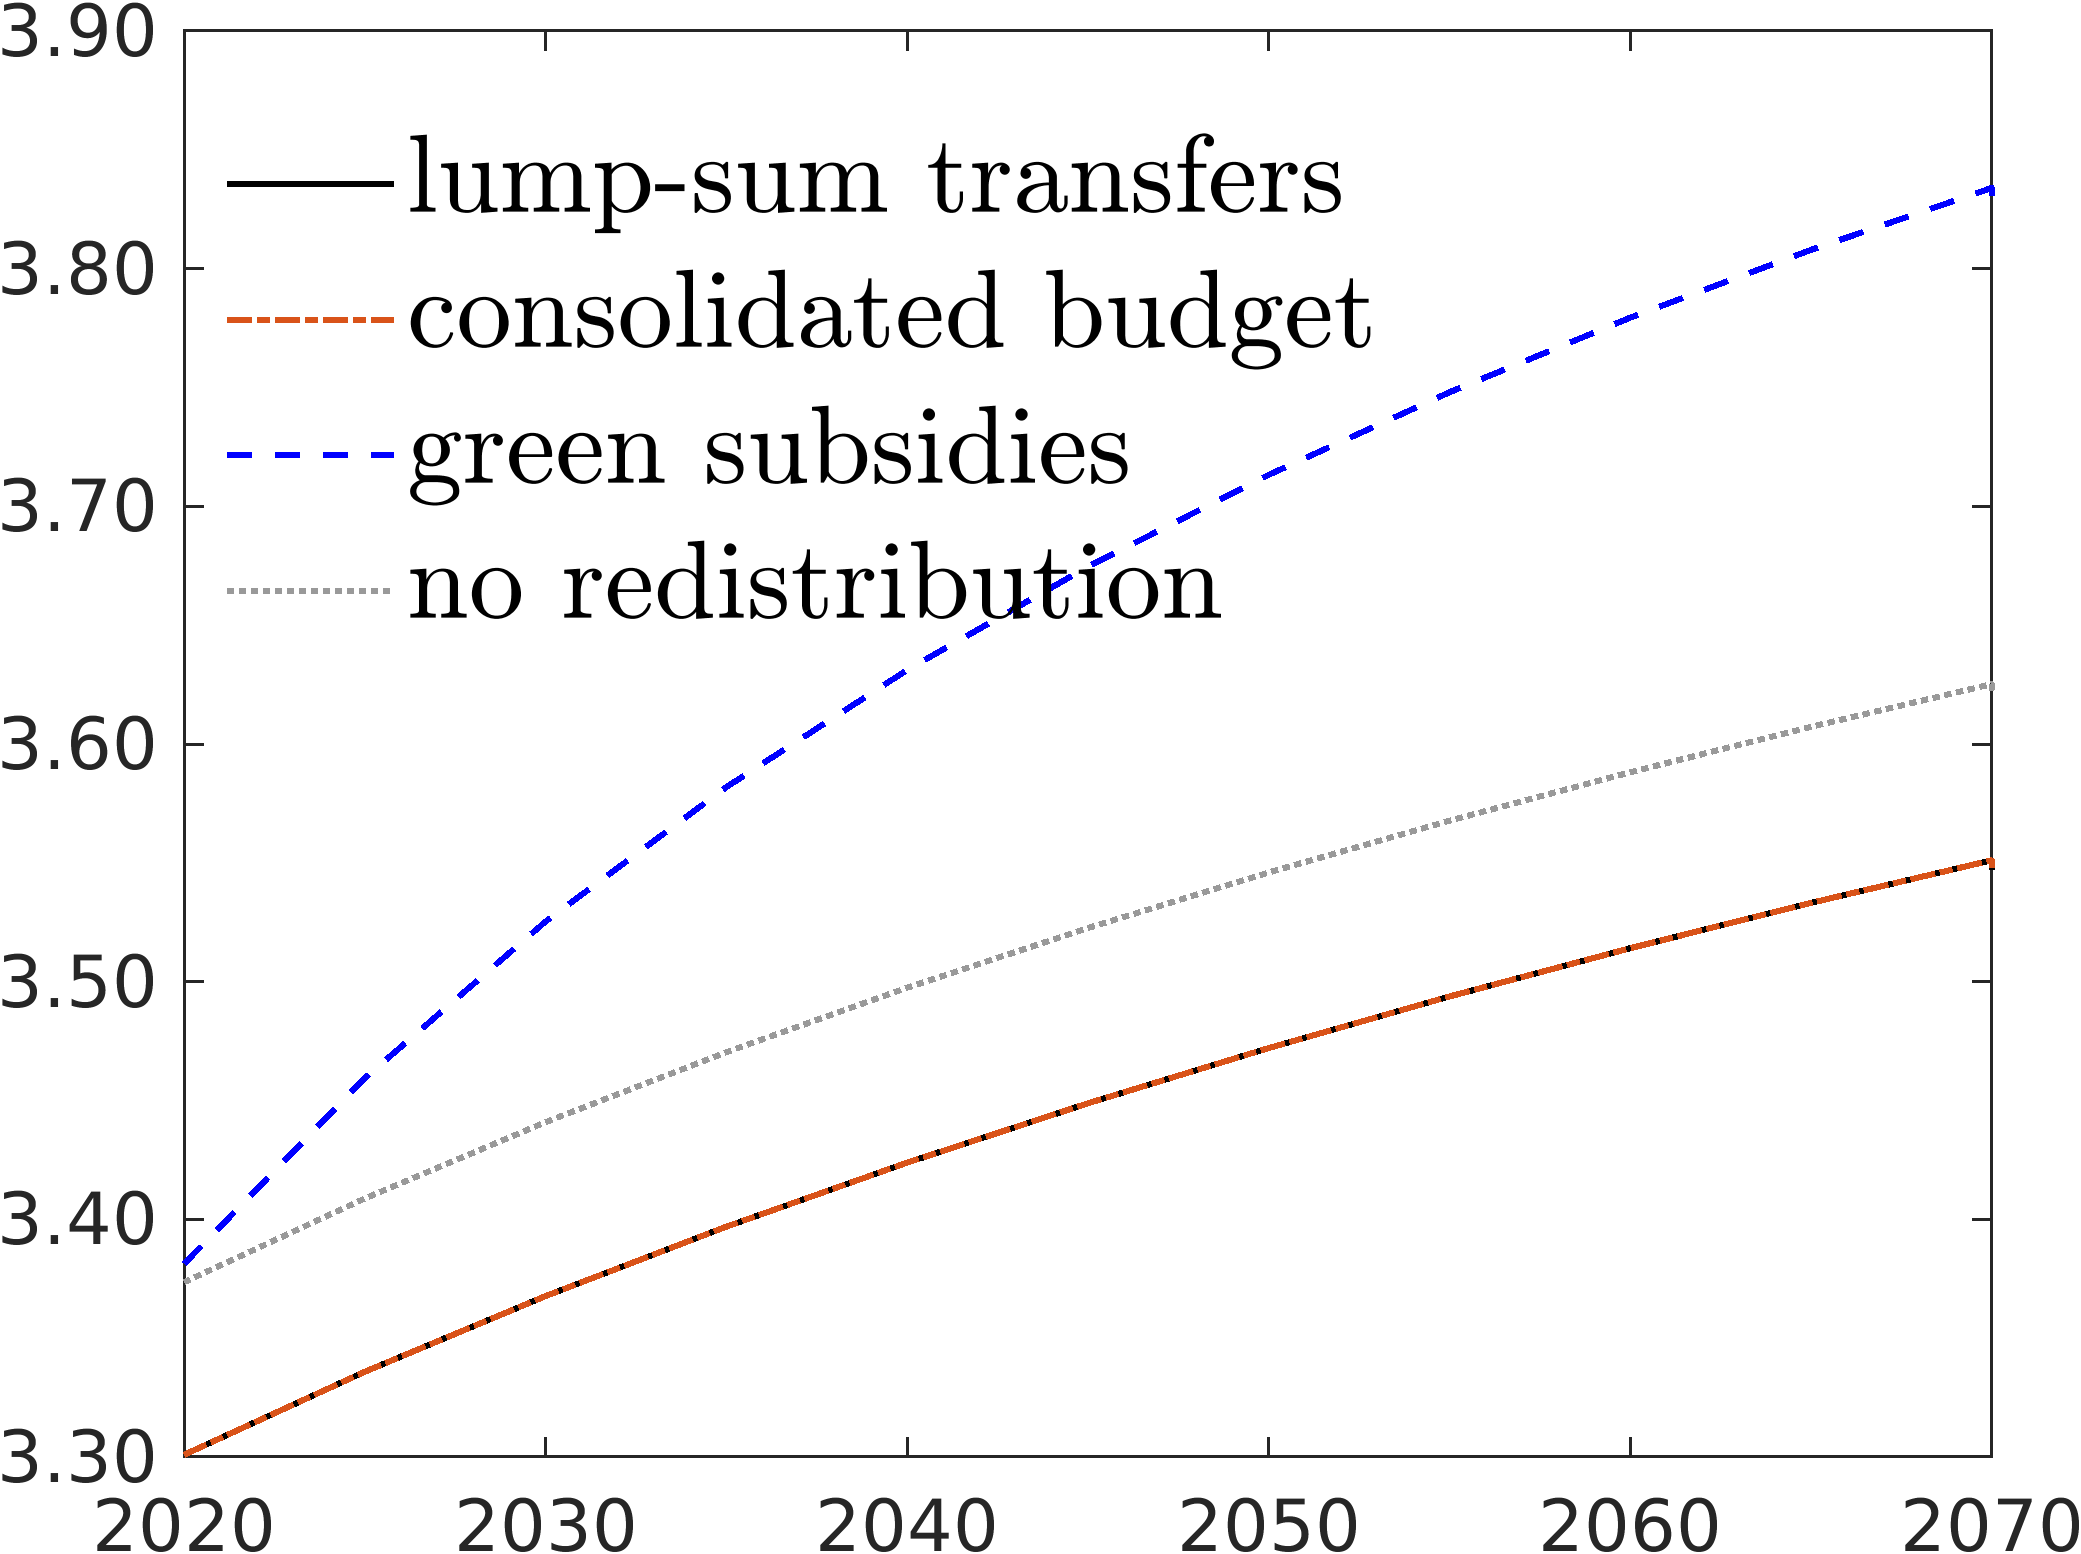 3.90
lump-sum transfers
3.80
consolidated budget
green subsidies
3.70
no redistribution
3.60
3.50
3.40
3.30
2020 2030 2040 2050 2060 2070